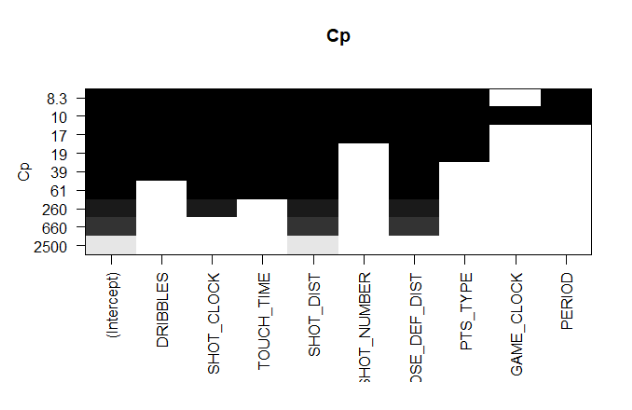 Cp
8.3
10
17
19
39
61
260
660
2500
Cp
(Intercept)
DRIBBLES
SHOT_CLOCK
TOUCH_TIME
SHOT_DIST
SHOT_NUMBER
OSE_DEF_DIST
PTS_TYPE
GAME_CLOCK
PERIOD